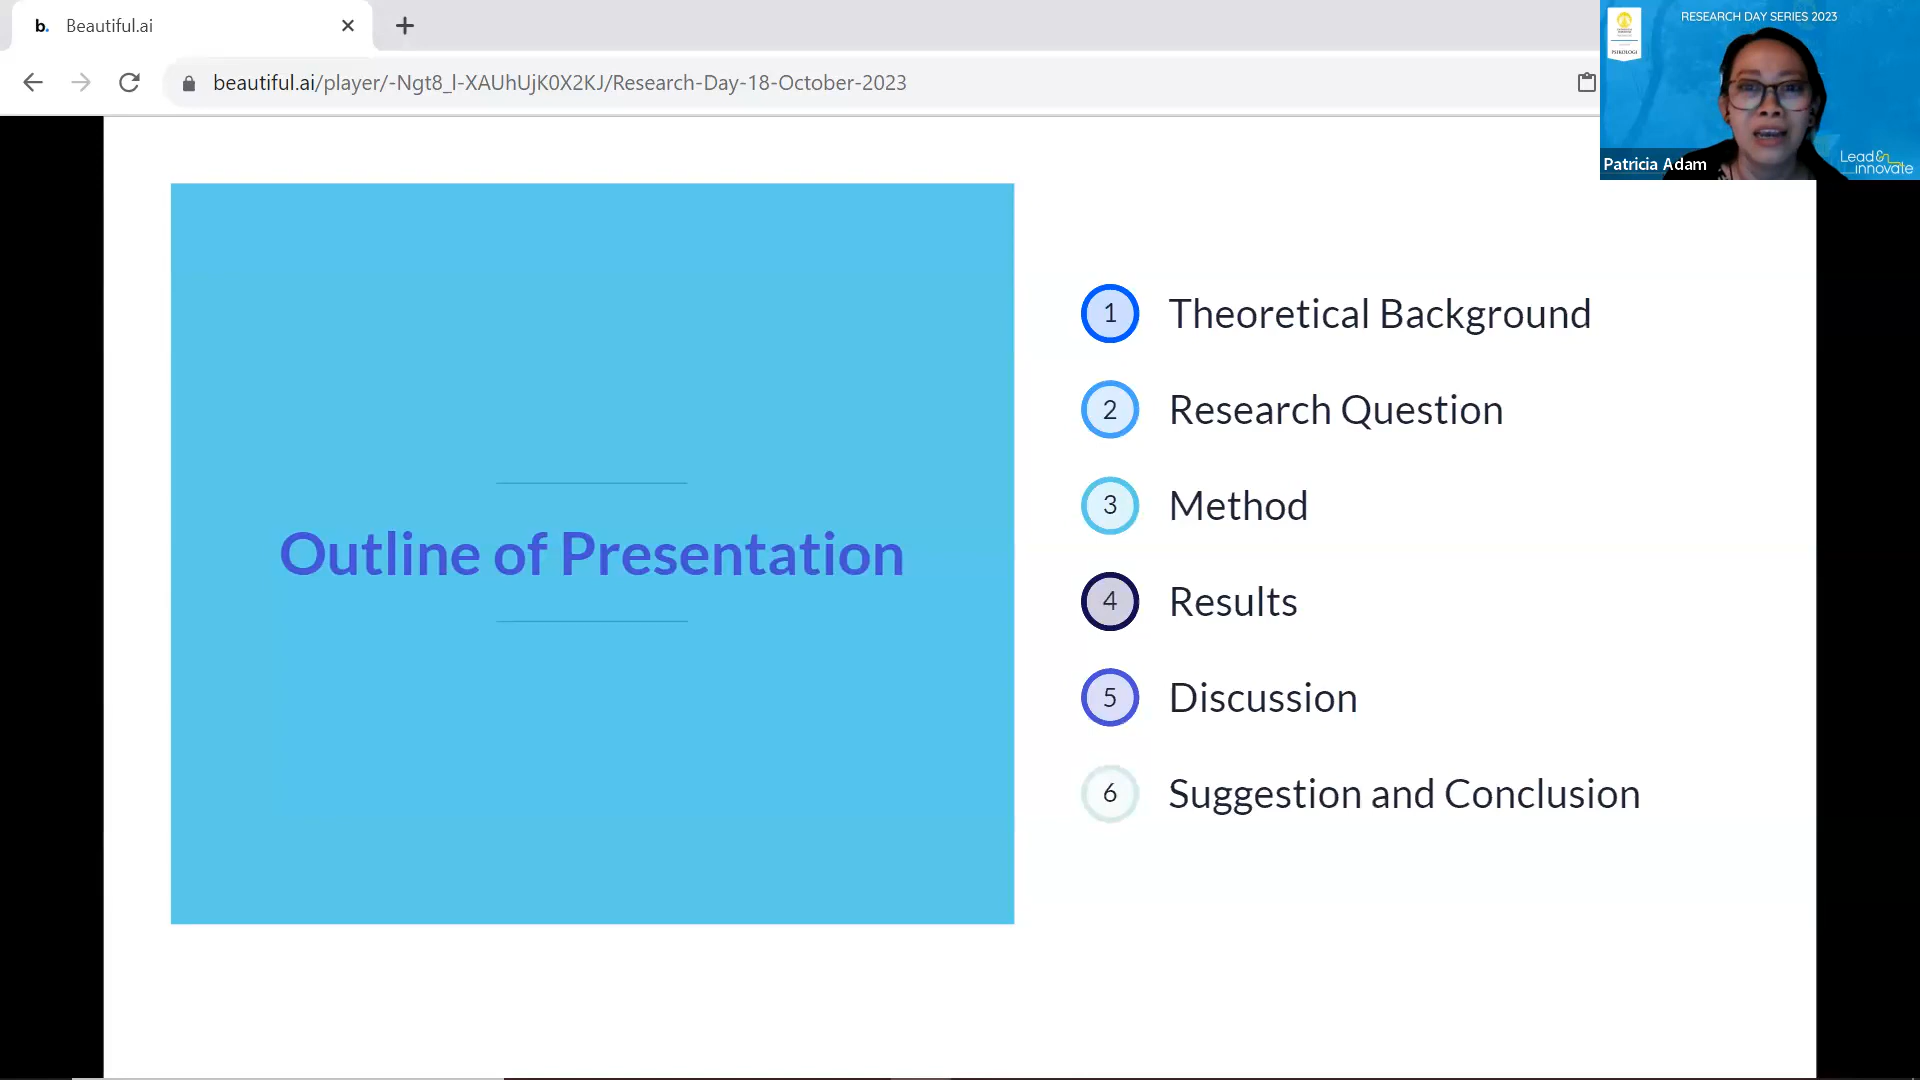 b. Beautiful.ai
beautiful.ai/player/-Ngt8_l-XAUhUjK0X2KJ/Research-Day-18-October-2023
RESEARCH DAY SERIES 2023
PSIKOLOGI
Patricia Adam
Lead&
innovate
Outline of Presentation
1 Theoretical Background
2 Research Question
3 Method
4 Results
5 Discussion
6 Suggestion and Conclusion